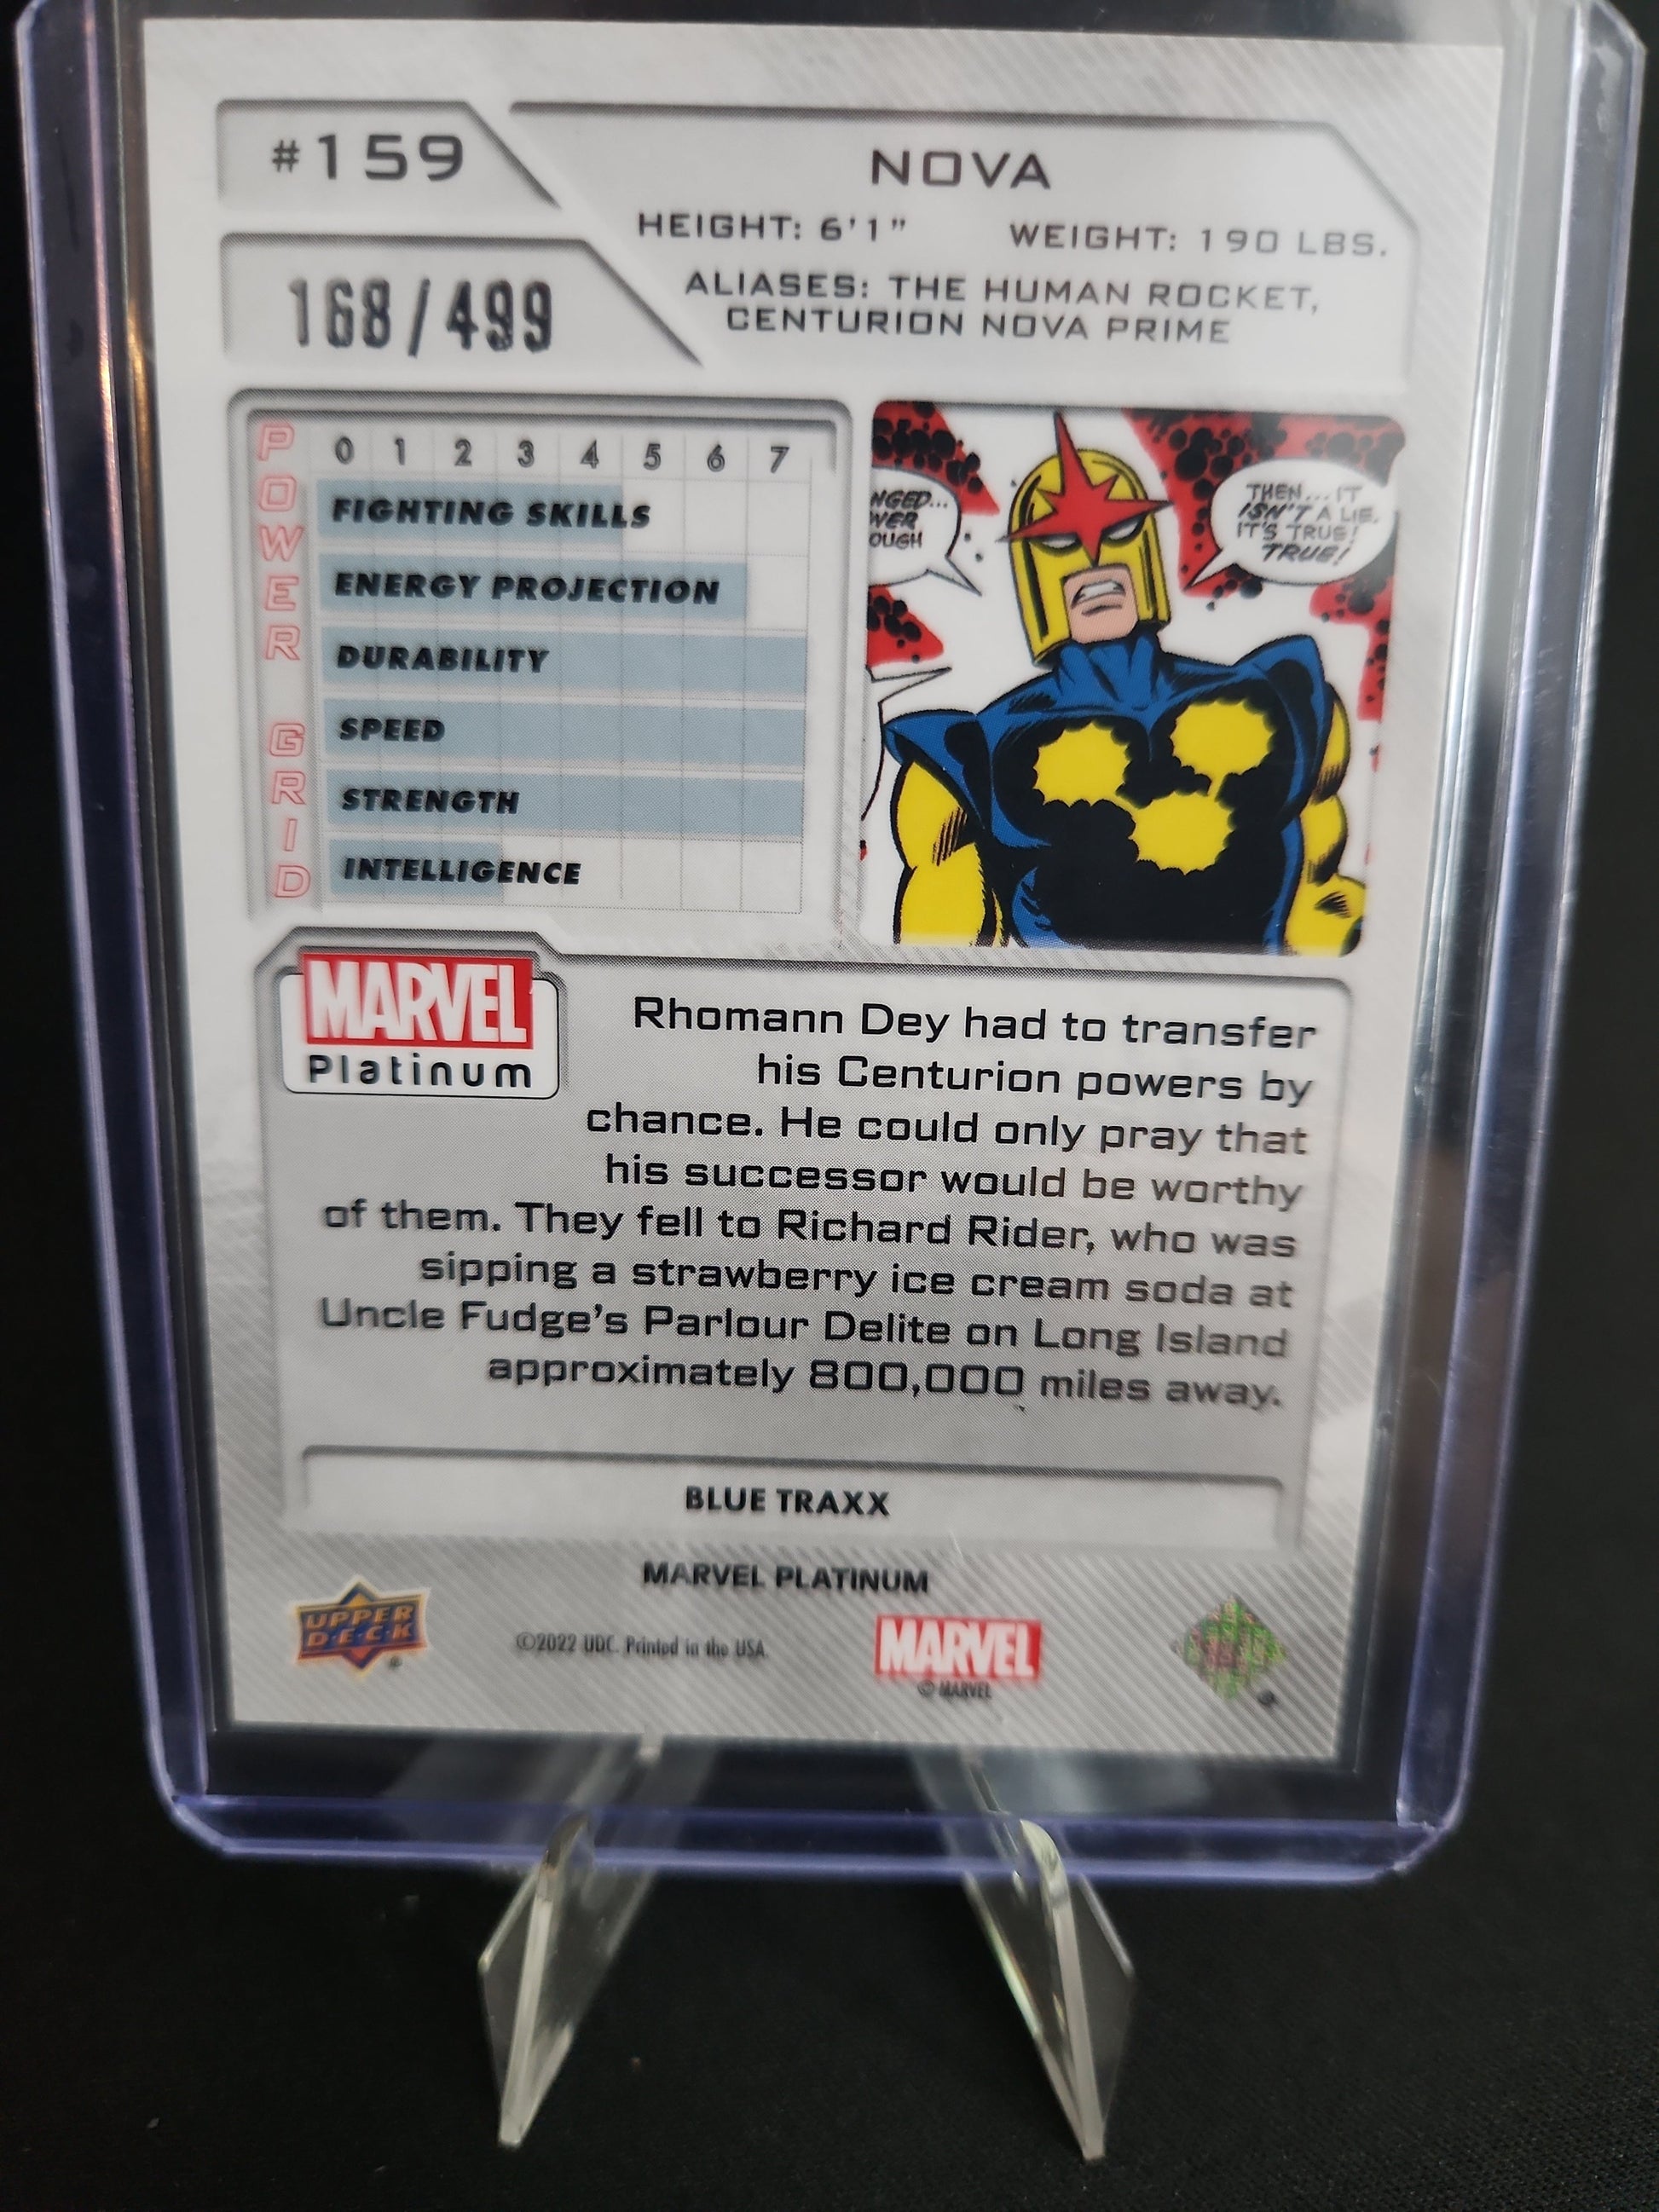 #159
NOVA
HEIGHT: 6'1" WEIGHT: 190 LBS.
168/499
ALIASES: THE HUMAN ROCKET,
CENTURION NOVA PRIME
POWER GRID
0 1 2 3 4 5 6 7
FIGHTING SKILLS
ENERGY PROJECTION
DURABILITY
SPEED
STRENGTH
INTELLIGENCE
NGED...
WER
OUGH
THEN... IT
ISN'T A LIE.
IT'S TRUE!
TRUE!
MARVEL
Platinum
Rhomann Dey had to transfer
his Centurion powers by
chance. He could only pray that
his successor would be worthy
of them. They fell to Richard Rider, who was
sipping a strawberry ice cream soda at
Uncle Fudge's Parlour Delite on Long Island
approximately 800,000 miles away.
BLUE TRAXX
MARVEL PLATINUM
UPPER
DECK
©2022 UDC. Printed in the USA.
MARVEL
© MARVEL